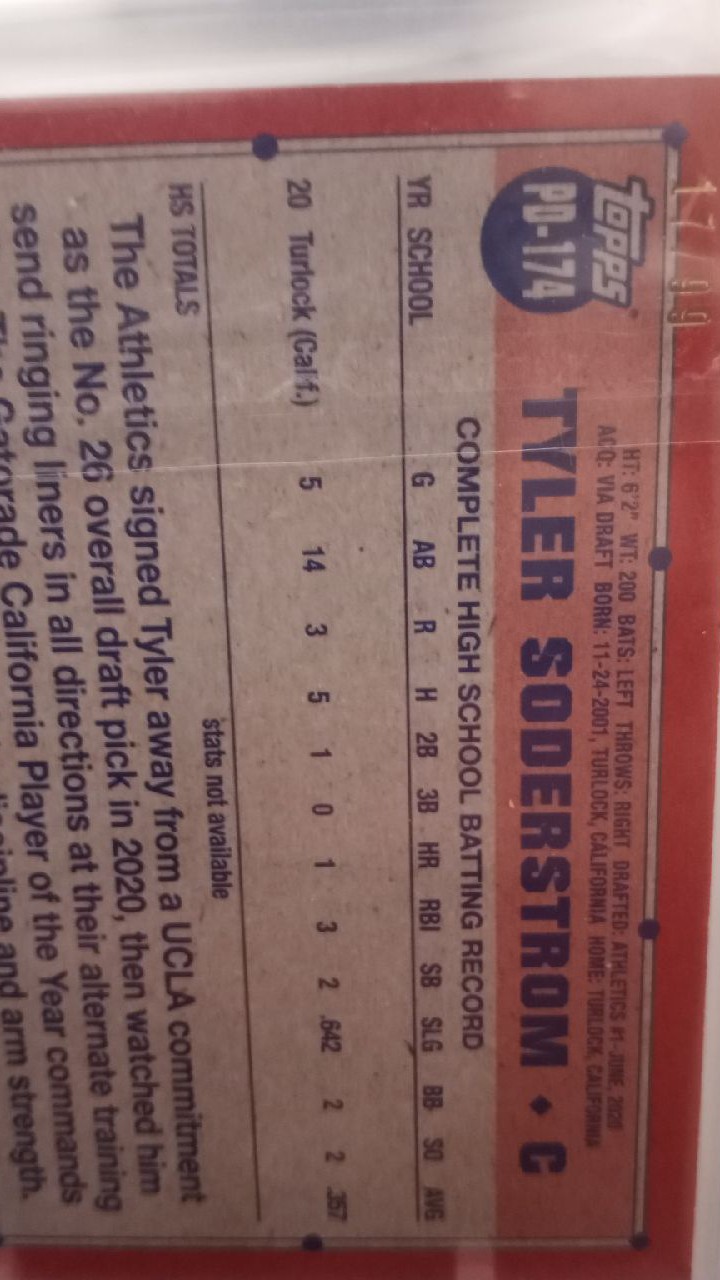 17/99
topps
PD-174
HT: 6'2" WT: 200 BATS: LEFT THROWS: RIGHT DRAFTED: ATHLETICS #1-JUNE, 2020
ACQ: VIA DRAFT BORN: 11-24-2001, TURLOCK, CALIFORNIA HOME: TURLOCK, CALIFORNIA
TYLER SODERSTROM ♦ C
COMPLETE HIGH SCHOOL BATTING RECORD
YR SCHOOL G AB R H 2B 3B HR RBI SB SLG BB SO AVG
20 Turlock (Calif.) 5 14 3 5 1 0 1 3 2 .642 2 2 .357
HS TOTALS stats not available
The Athletics signed Tyler away from a UCLA commitment
as the No. 26 overall draft pick in 2020, then watched him
send ringing liners in all directions at their alternate training
Gatorade California Player of the Year commands
and arm strength.